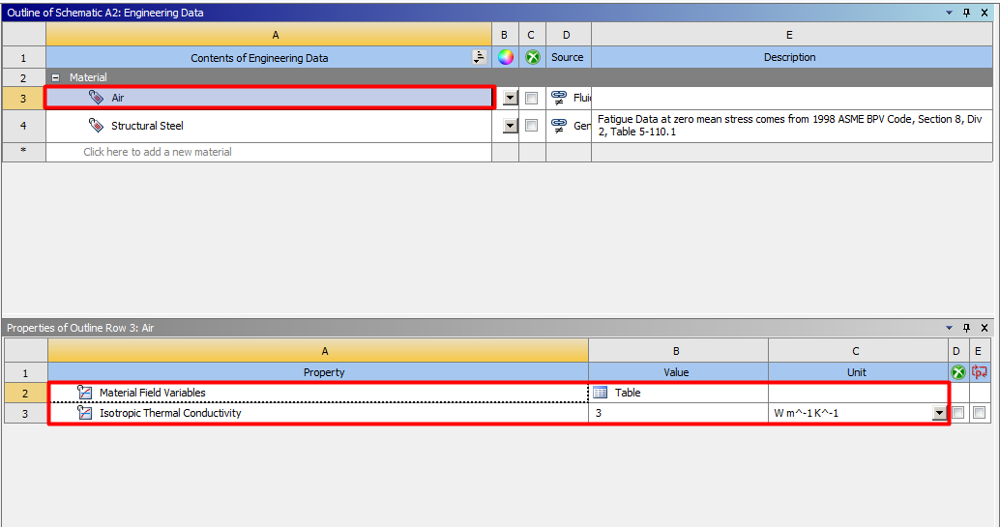 Outline of Schematic A2: Engineering Data
A B C D E
1 Contents of Engineering Data Source Description
2 Material
3 Air Fluid
4 Structural Steel Gen Fatigue Data at zero mean stress comes from 1998 ASME BPV Code, Section 8, Div
2, Table 5-110.1
* Click here to add a new material
Properties of Outline Row 3: Air
A B C D E
1 Property Value Unit
2 Material Field Variables Table
3 Isotropic Thermal Conductivity 3 W m^-1 K^-1